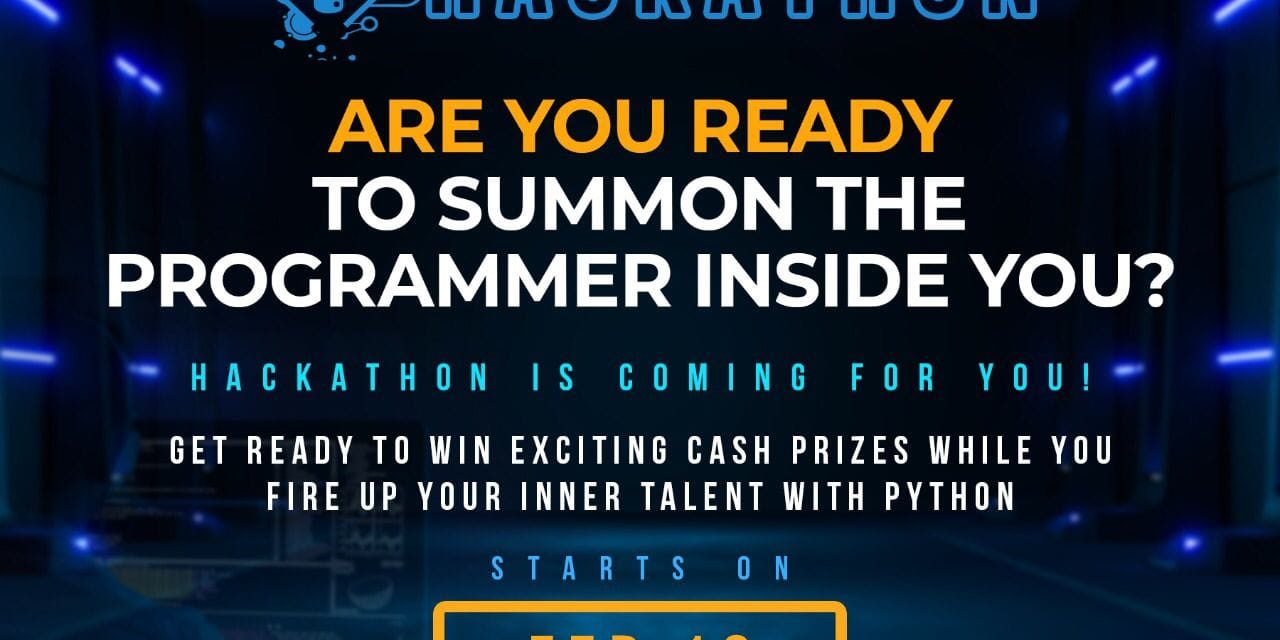 HACKATHON
ARE YOU READY
TO SUMMON THE
PROGRAMMER INSIDE YOU?
HACKATHON IS COMING FOR YOU!
GET READY TO WIN EXCITING CASH PRIZES WHILE YOU
FIRE UP YOUR INNER TALENT WITH PYTHON
STARTS ON